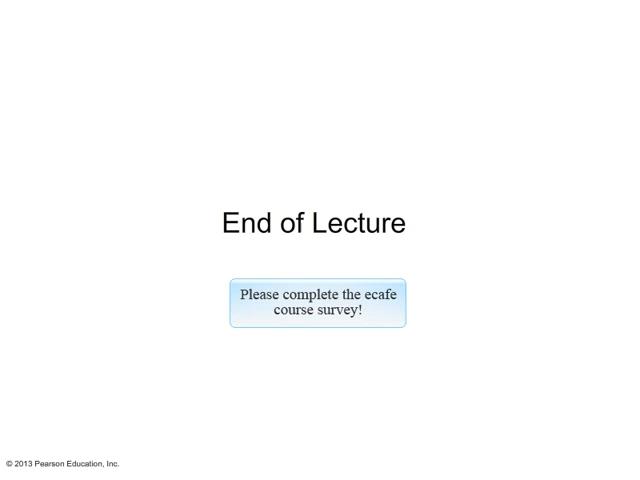 End of Lecture
Please complete the ecafe
course survey!
© 2013 Pearson Education, Inc.